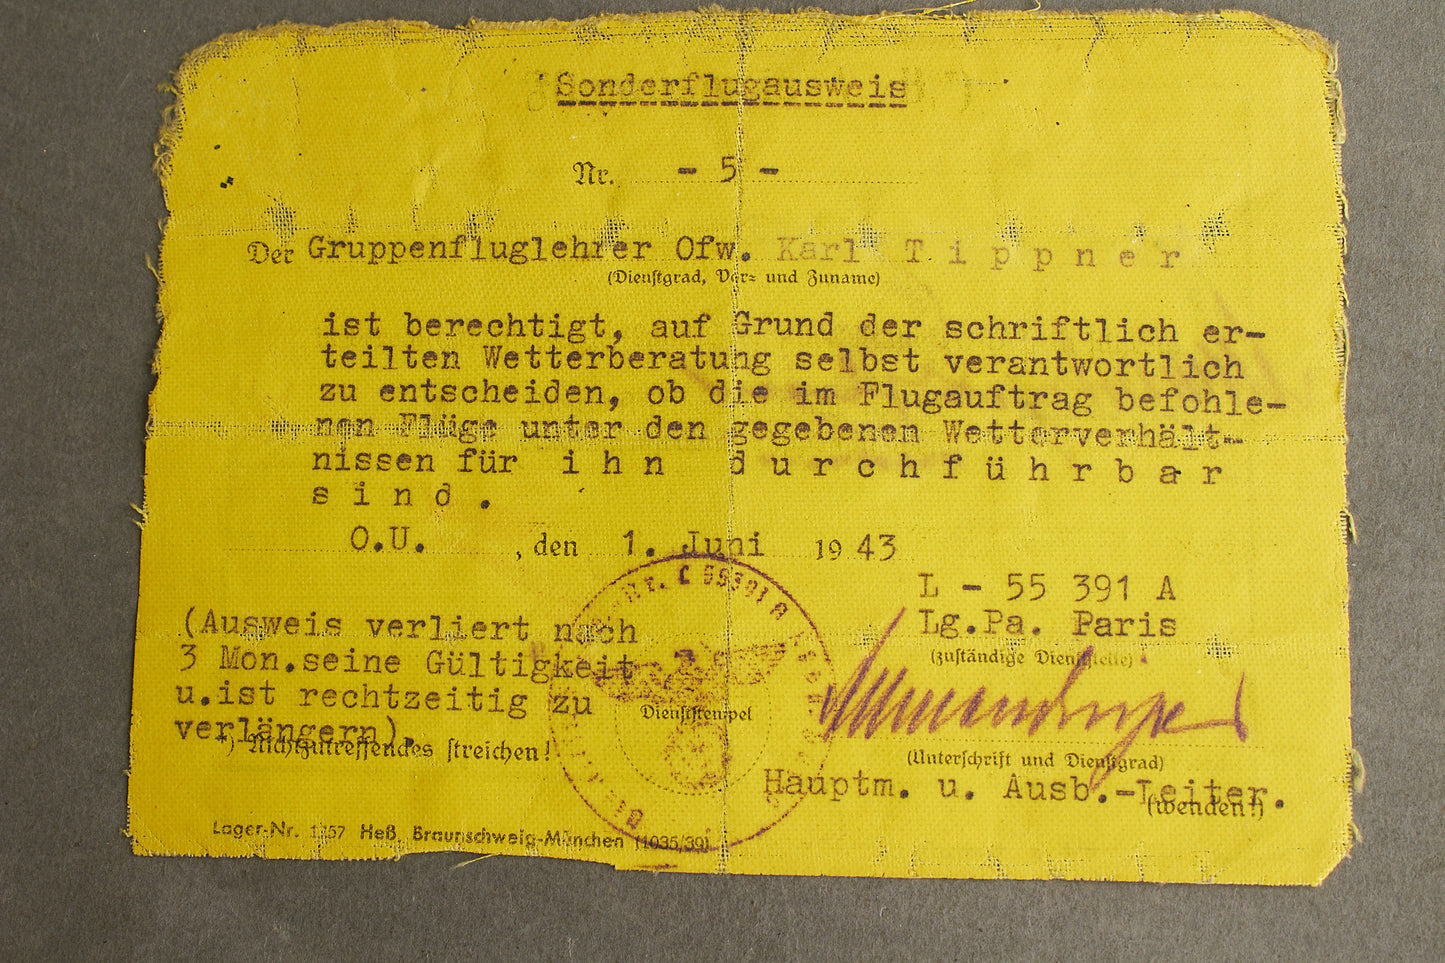 Sonderflugausweis
Nr. - 5 -
Der Gruppenfluglehrer Ofw. Karl T i p p n e r
(Dienstgrad, Vor- und Zuname)
ist berechtigt, auf Grund der schriftlich er-
teilten Wetterberatung selbst verantwortlich
zu entscheiden, ob die im Flugauftrag befohle-
nen Flüge unter den gegebenen Wetterverhält-
nissen für i h n d u r c h f ü h r b a r
s i n d .
O.U. , den 1. Juni 1943
L - 55 391 A
Lg.Pa. Paris
(zuständige Dienststelle)
(Ausweis verliert nach
3 Mon.seine Gültigkeit
u.ist rechtzeitig zu
verlängern).
*) Nichtzutreffendes streichen!
Dienststempel
Nr. L 55391 A
(Unterschrift und Dienstgrad)
Hauptm. u. Ausb.-Leiter.
(wenden!)
Lager-Nr. 1357 Heß, Braunschweig-München (1035/39)